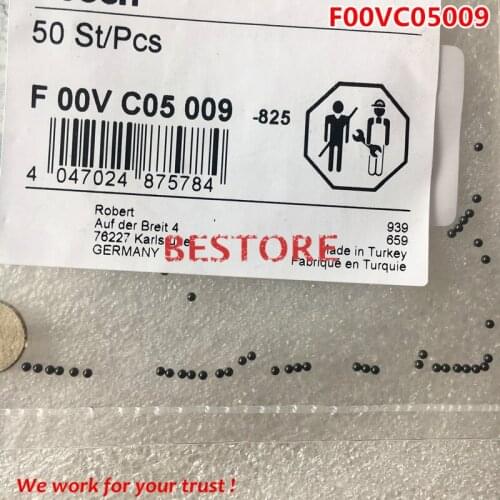 F00VC05009
50 St/Pcs
F 00V C05 009
-825
4 047024 875784
Robert
Auf der Breit 4
76227 Karlsruhe
GERMANY
BESTORE
939
659
Made in Turkey
Fabriqué en Turquie
We work for your trust !